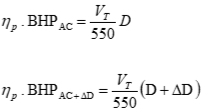 η_p . BHP_AC = V_T/550 D
η_p . BHP_AC+ΔD = V_T/550 (D + ΔD)